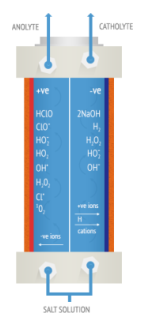 ANOLYTE
CATHOLYTE
+ve
-ve
HClO
ClO⁻
HO₂⁻
HO₂
OH⁻
H₂O₂
Cl⁻
¹O₂
2NaOH
H₂
H₂O₂
HO₂⁻
OH⁻
+ve ions
H
cations
-ve ions
SALT SOLUTION